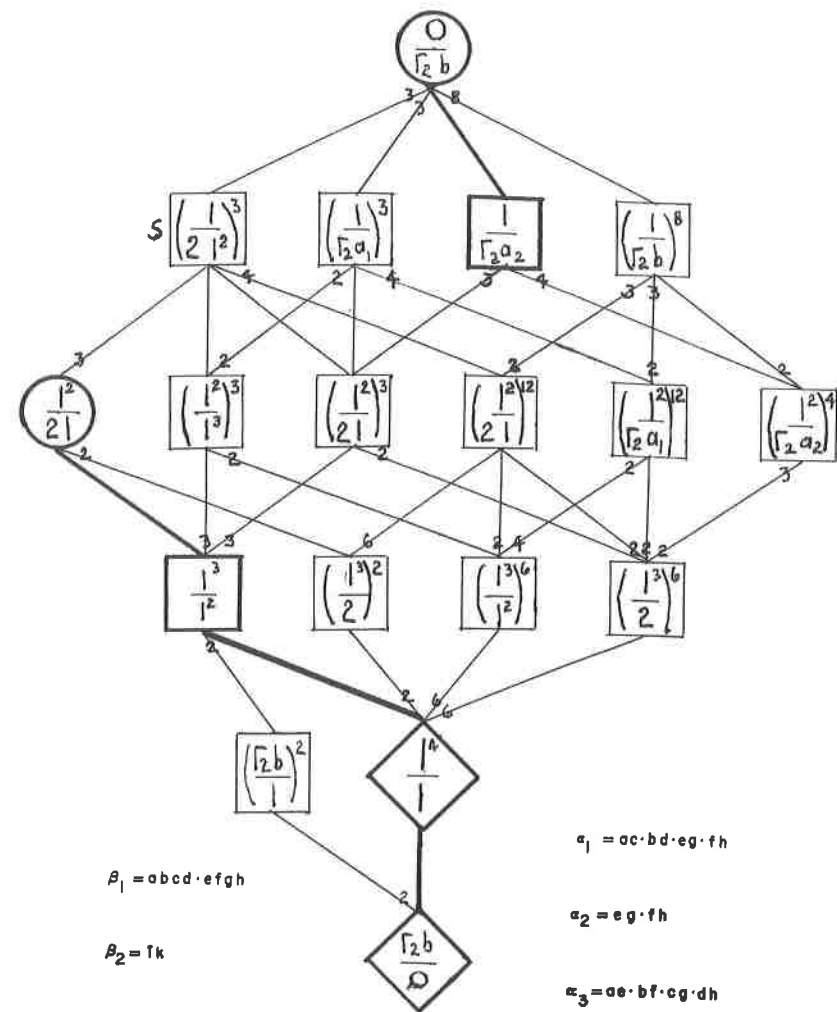 O
Γ₂b
3 3 8
S (1 / 2 1²)³ (1 / Γ₂a₁)³ 1 / Γ₂a₂ (1 / Γ₂b)⁸
4 2 4 3 4 3 3
3 2 2 2 2
1² / 2 1 (1² / 1³)³ (1² / 2 1)³ (1² / 2 1)¹² (1² / Γ₂a₁)¹² (1² / Γ₂a₂)⁴
2 2 2 2 3
3 3 6 2 4 2 2 2
1³ / 1² (1³ / 2)² (1³ / 1²)⁶ (1³ / 2)⁶
2 2 6 6
(Γ₂b / 1)² 1⁴ / 1
α₁ = ac·bd·eg·fh
β₁ = abcd·efgh
2
α₂ = eg·fh
Γ₂b / O
β₂ = ik
α₃ = ae·bf·cg·dh